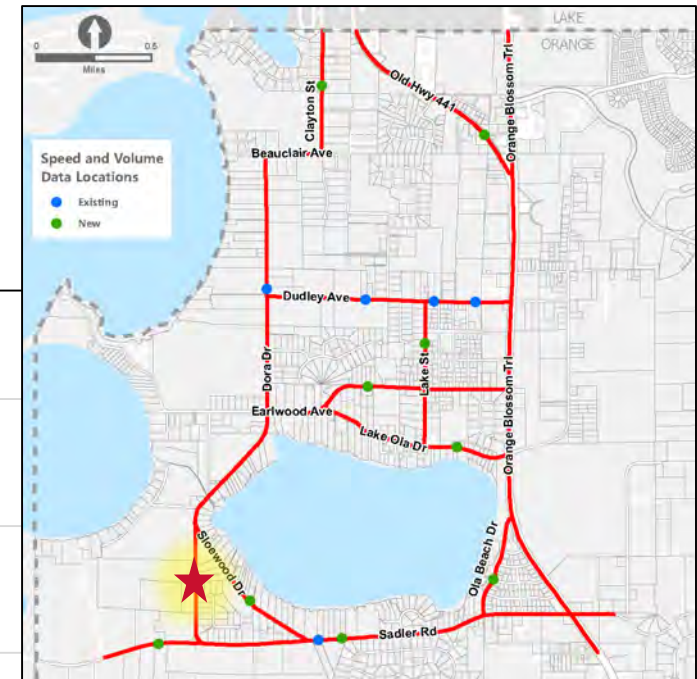 LAKE
ORANGE
0 0.5
Miles
Speed and Volume
Data Locations
Existing
New
Clayton St
Old Hwy 441
Orange Blossom Trl
Beauclair Ave
Dudley Ave
Dora Dr
Lake St
Earlwood Ave
Lake Ola Dr
Orange Blossom Trl
Sloewood Dr
Ola Beach Dr
Sadler Rd